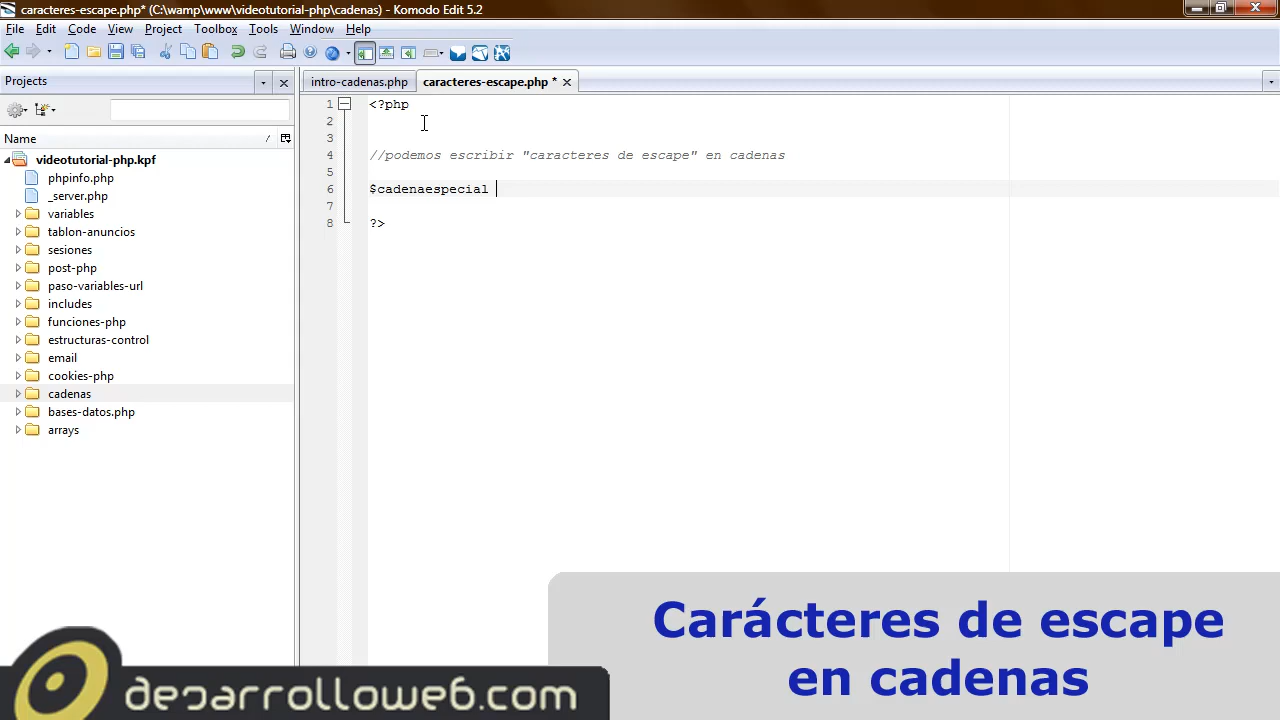 caracteres-escape.php* (C:\wamp\www\videotutorial-php\cadenas) - Komodo Edit 5.2
File Edit Code View Project Toolbox Tools Window Help
Projects
intro-cadenas.php
caracteres-escape.php *
Name
videotutorial-php.kpf
phpinfo.php
_server.php
variables
tablon-anuncios
sesiones
post-php
paso-variables-url
includes
funciones-php
estructuras-control
email
cookies-php
cadenas
bases-datos.php
arrays
1 <?php
2
3
4 //podemos escribir "caracteres de escape" en cadenas
5
6 $cadenaespecial
7
8 ?>
Carácteres de escape
en cadenas
desarrolloweb.com